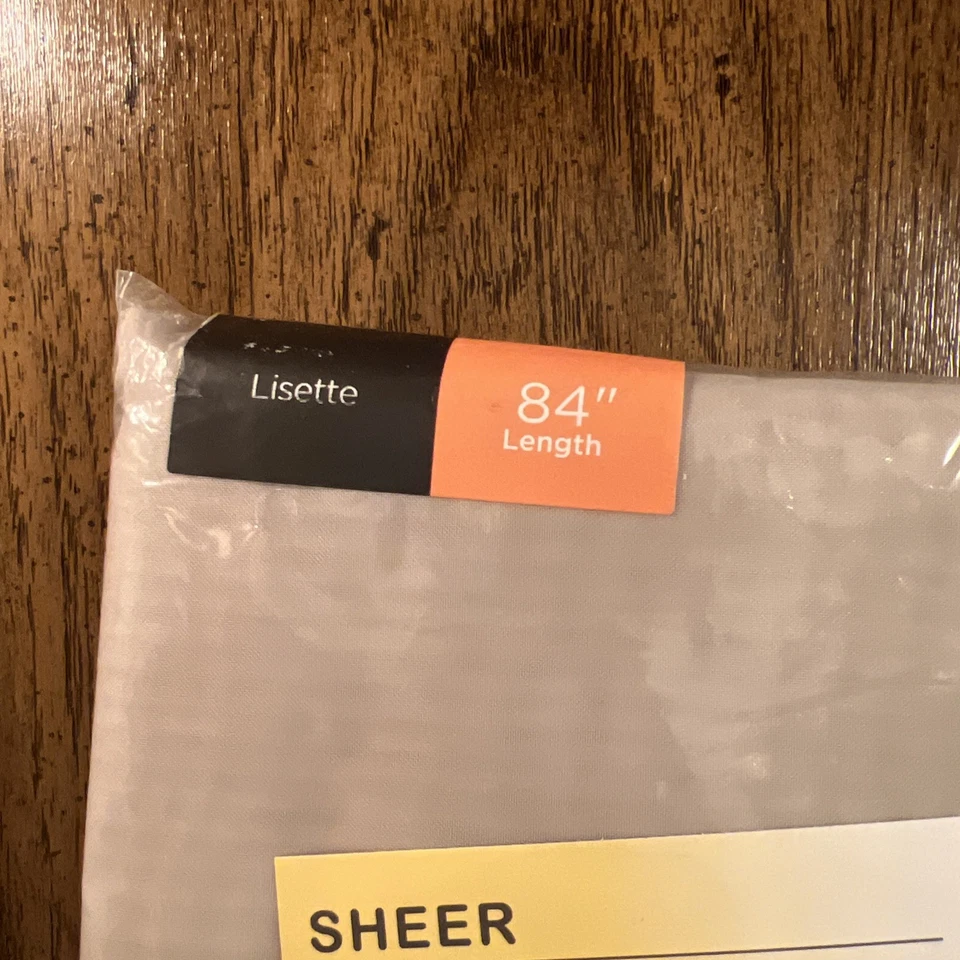 Lisette
84"
Length
SHEER